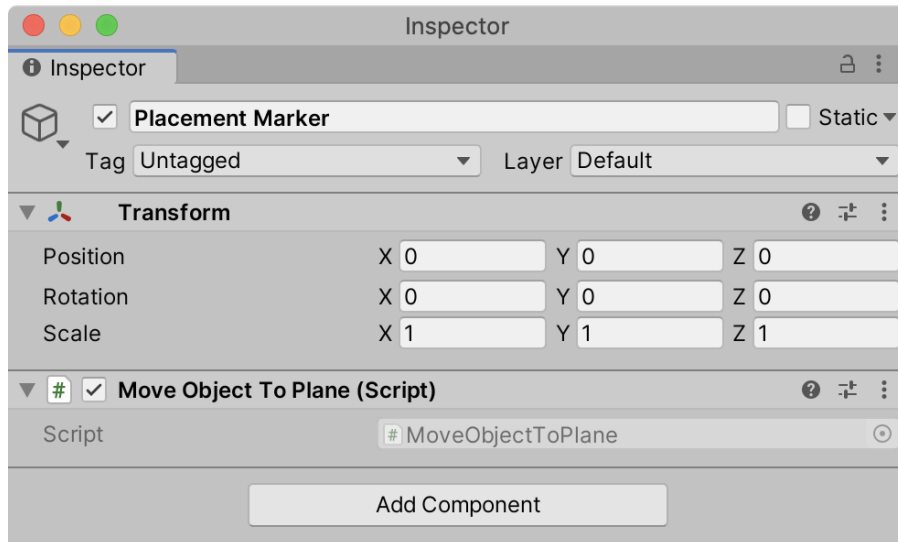 Inspector
Inspector
Placement Marker Static
Tag Untagged Layer Default
Transform
Position X 0 Y 0 Z 0
Rotation X 0 Y 0 Z 0
Scale X 1 Y 1 Z 1
# Move Object To Plane (Script)
Script # MoveObjectToPlane
Add Component